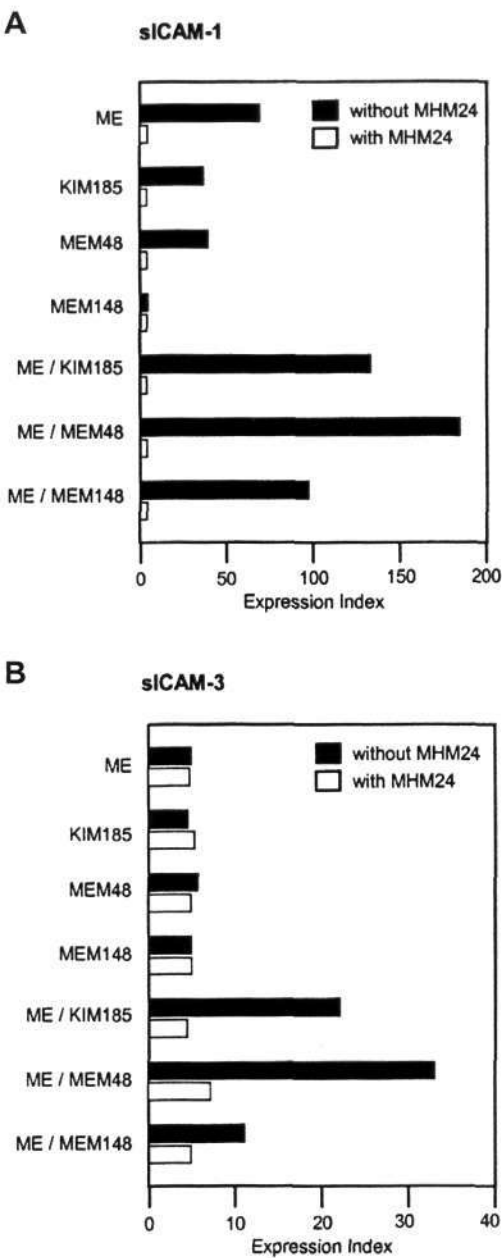 A
sICAM-1
without MHM24
with MHM24
ME
KIM185
MEM48
MEM148
ME / KIM185
ME / MEM48
ME / MEM148
0 50 100 150 200
Expression Index
B
sICAM-3
without MHM24
with MHM24
ME
KIM185
MEM48
MEM148
ME / KIM185
ME / MEM48
ME / MEM148
0 10 20 30 40
Expression Index